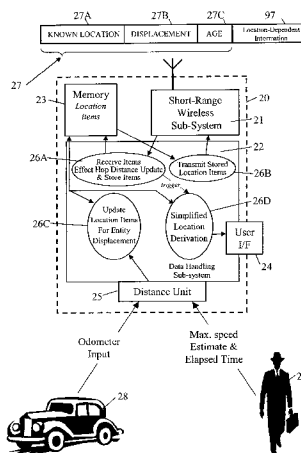 27A 27B 27C 97
KNOWN LOCATION DISPLACEMENT AGE Location-Dependent Information
27
23 Memory Location items
Short-Range Wireless Sub-System
20
21
22
26A Receive Items Effect Hop Distance Update & Store items
Transmit Stored Location Items 26B
trigger
26C Update Location Items For Entity Displacement
Simplified Location Derivation 26D
Data Handling Sub-system
User I/F
24
25 Distance Unit
Odometer Input
Max. speed Estimate & Elapsed Time
28
2